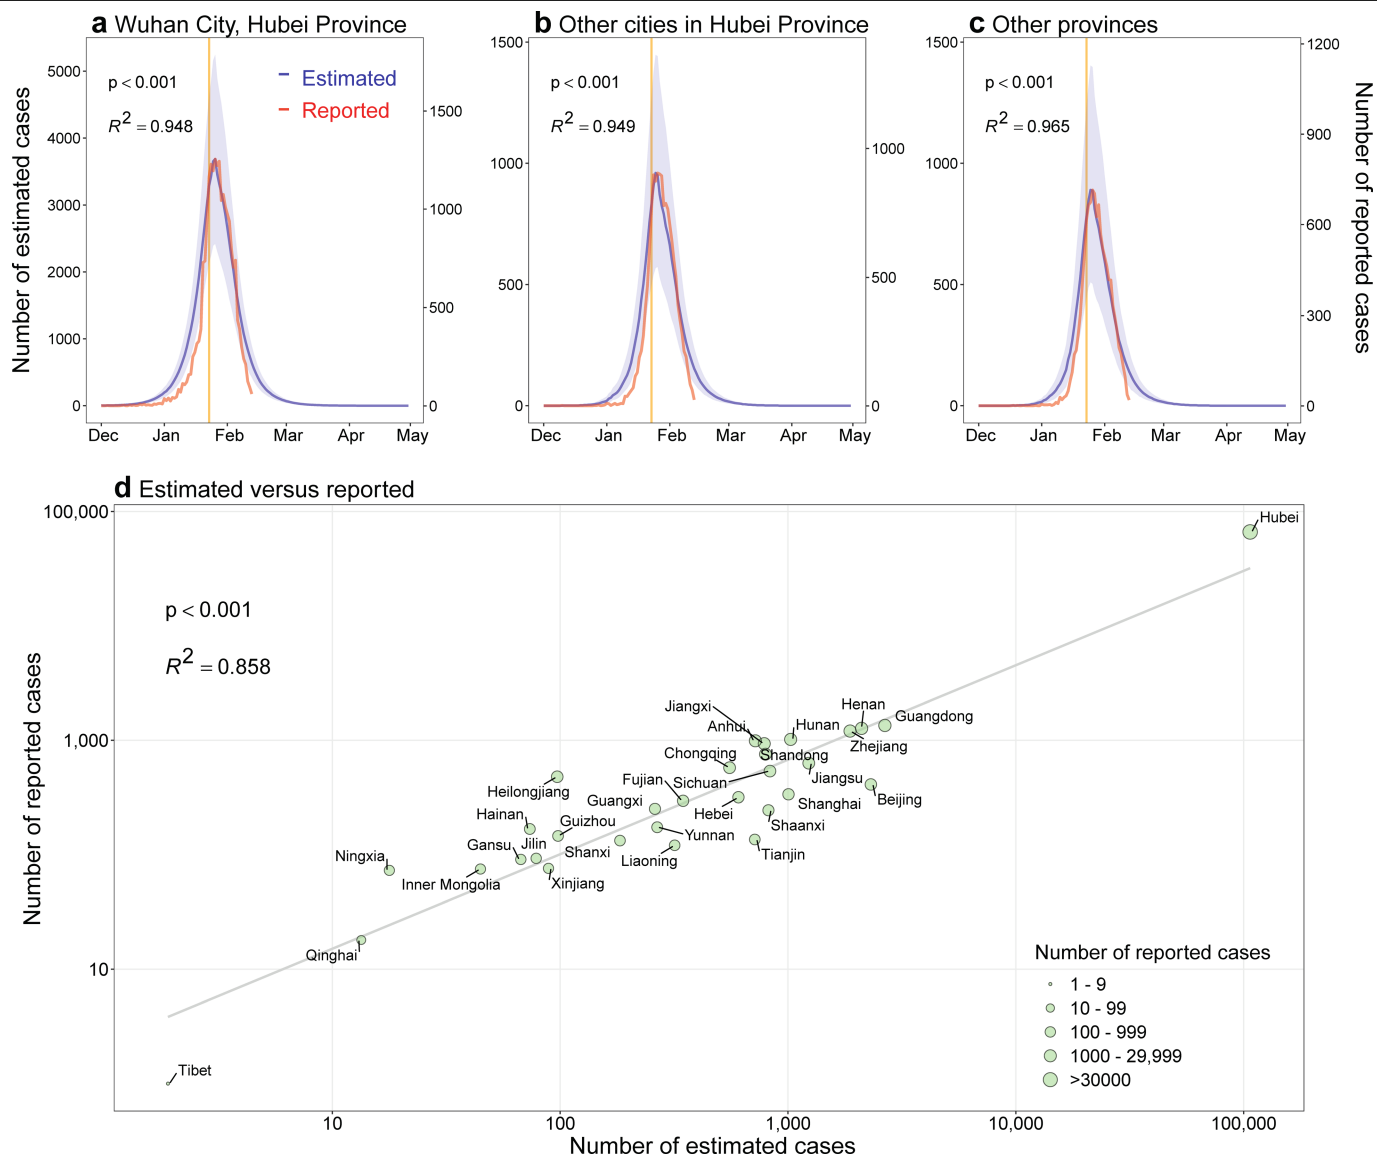 a Wuhan City, Hubei Province
b Other cities in Hubei Province
c Other provinces
Number of estimated cases
5000
4000
3000
2000
1000
0
p < 0.001
R2 = 0.948
Estimated
Reported
1500
1000
500
0
Dec Jan Feb Mar Apr May
1500
1000
500
0
p < 0.001
R2 = 0.949
1000
500
0
Dec Jan Feb Mar Apr May
1500
1000
500
0
p < 0.001
R2 = 0.965
1200
900
600
300
0
Dec Jan Feb Mar Apr May
Number of reported cases
d Estimated versus reported
Number of reported cases
100,000
1,000
10
p < 0.001
R2 = 0.858
Hubei
Jiangxi
Henan
Anhui
Hunan
Guangdong
Chongqing
Shandong
Zhejiang
Fujian
Sichuan
Jiangsu
Heilongjiang
Guangxi
Hebei
Shanghai
Beijing
Hainan
Guizhou
Shaanxi
Gansu
Jilin
Shanxi
Yunnan
Liaoning
Tianjin
Ningxia
Inner Mongolia
Xinjiang
Qinghai
Tibet
Number of reported cases
1 - 9
10 - 99
100 - 999
1000 - 29,999
>30000
10
100
1,000
10,000
100,000
Number of estimated cases